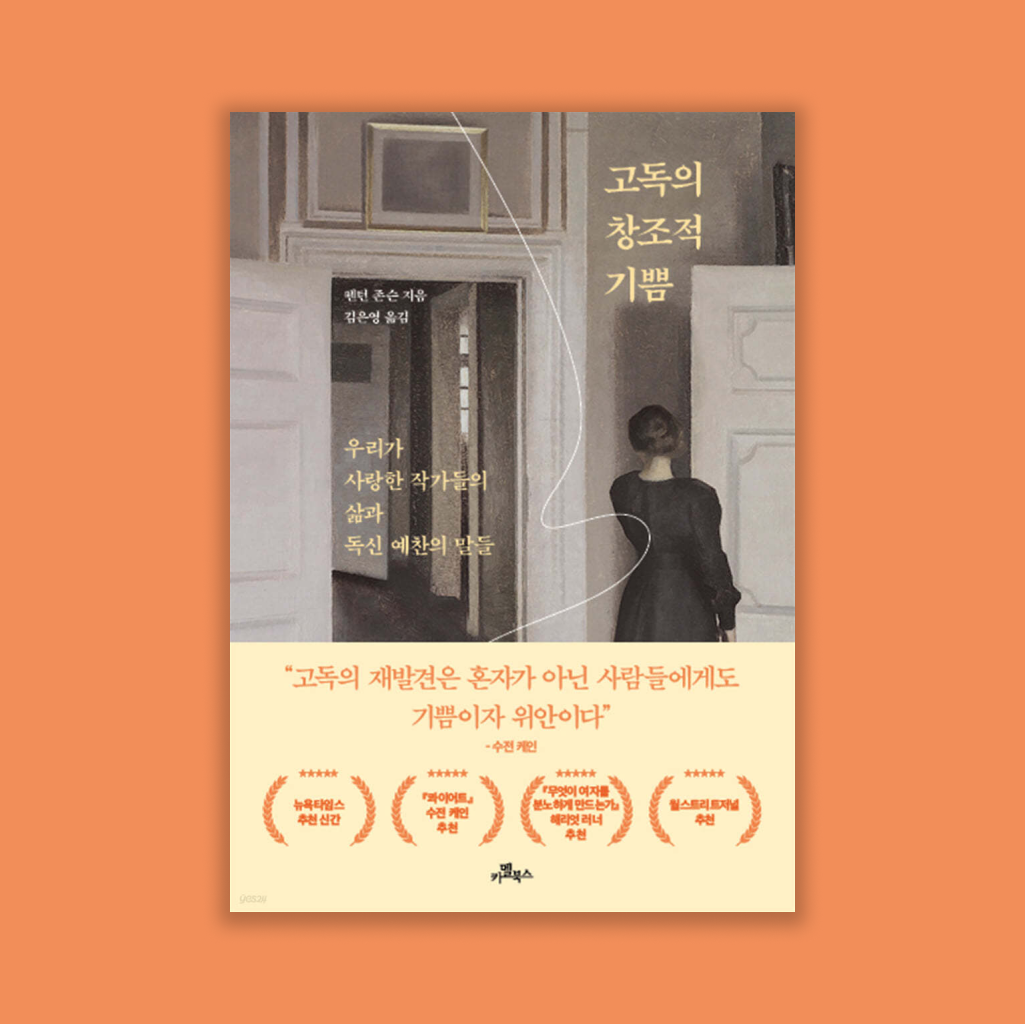 고독의
창조적
기쁨
펜턴 존슨 지음
김은영 옮김
우리가
사랑한 작가들의
삶과
독신 예찬의 말들
“고독의 재발견은 혼자가 아닌 사람들에게도
기쁨이자 위안이다”
- 수전 케인
★★★★★
뉴욕타임스
추천 신간
★★★★★
『콰이어트』
수전 케인
추천
★★★★★
『무엇이 여자를
분노하게 만드는가』
해리엇 러너
추천
★★★★★
월스트리트저널
추천
카멜북스
yes24